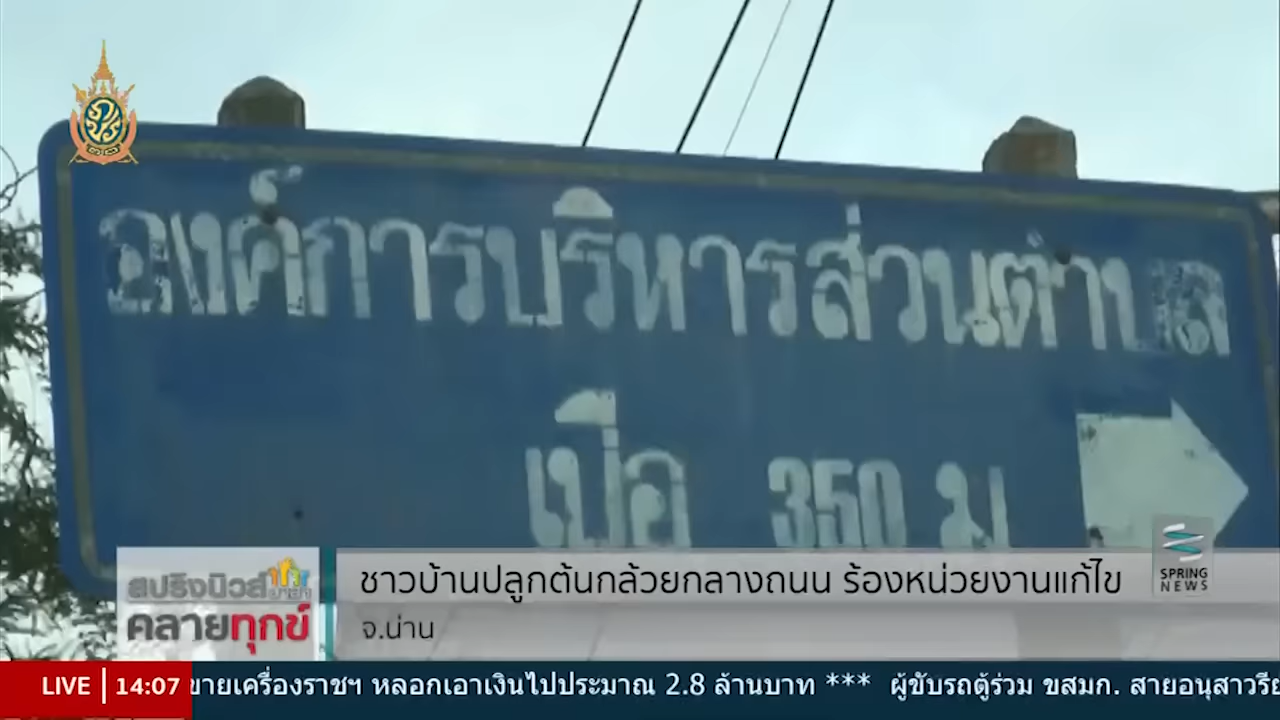 องค์การบริหารส่วนตำบล
เปือ 350 ม
สปริงนิวส์
คลายทุกข์
ชาวบ้านปลูกต้นกล้วยกลางถนน ร้องหน่วยงานแก้ไข
จ.น่าน
SPRING
NEWS
LIVE 14:07 ขายเครื่องราชฯ หลอกเอาเงินไปประมาณ 2.8 ล้านบาท *** ผู้ขับรถตู้ร่วม ขสมก. สายอนุสาวรีย